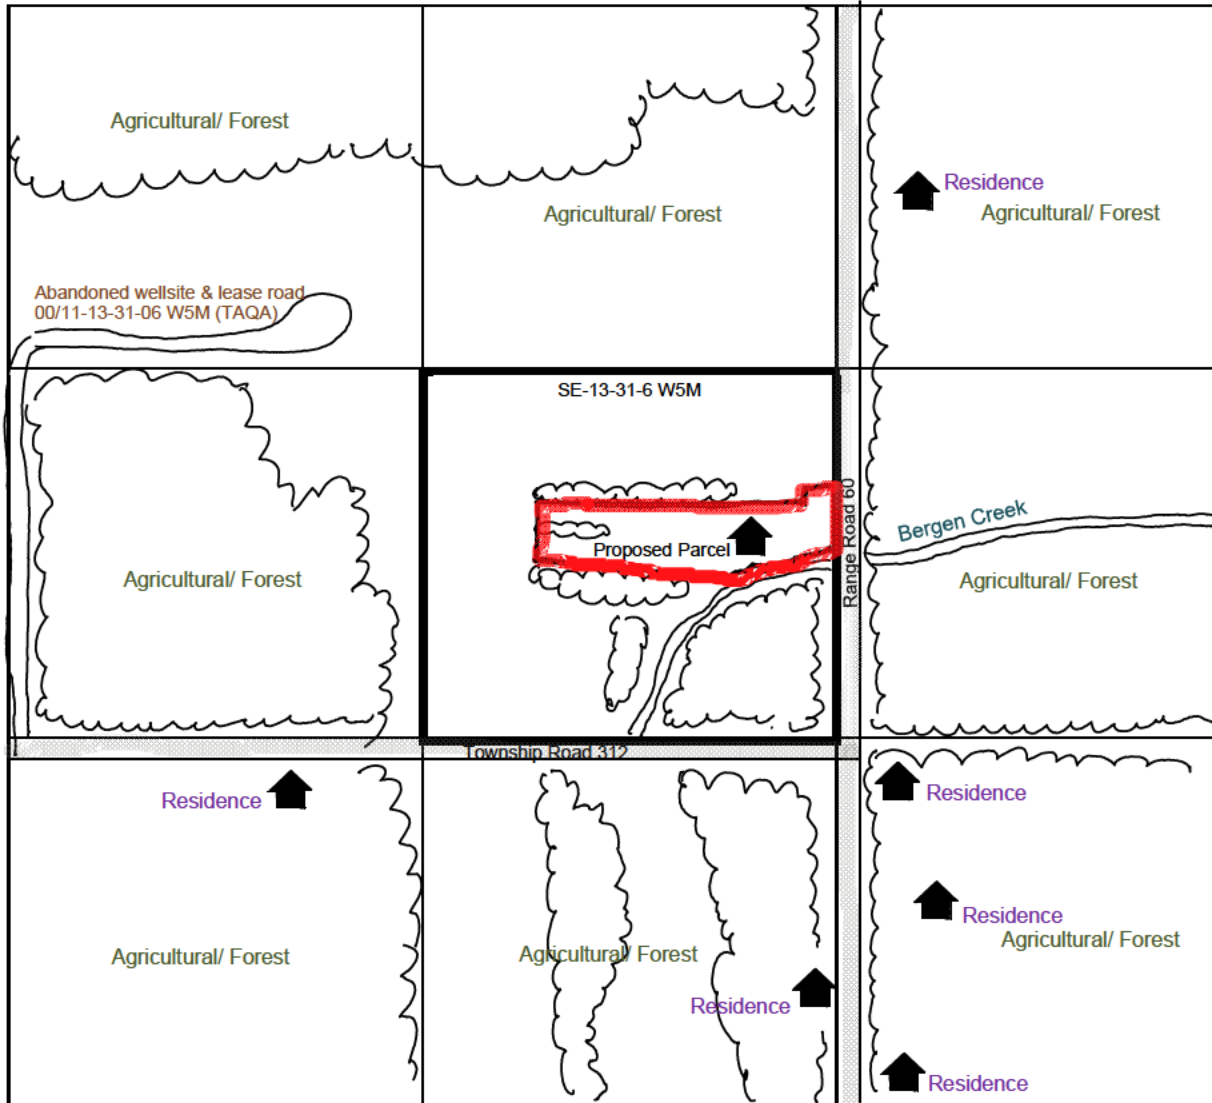 Agricultural/ Forest
Residence
Agricultural/ Forest
Agricultural/ Forest
Abandoned wellsite & lease road
00/11-13-31-06 W5M (TAQA)
SE-13-31-6 W5M
Range Road 60
Bergen Creek
Proposed Parcel
Agricultural/ Forest
Agricultural/ Forest
Township Road 312
Residence
Residence
Residence
Agricultural/ Forest
Agricultural/ Forest
Agricultural/ Forest
Residence
Residence